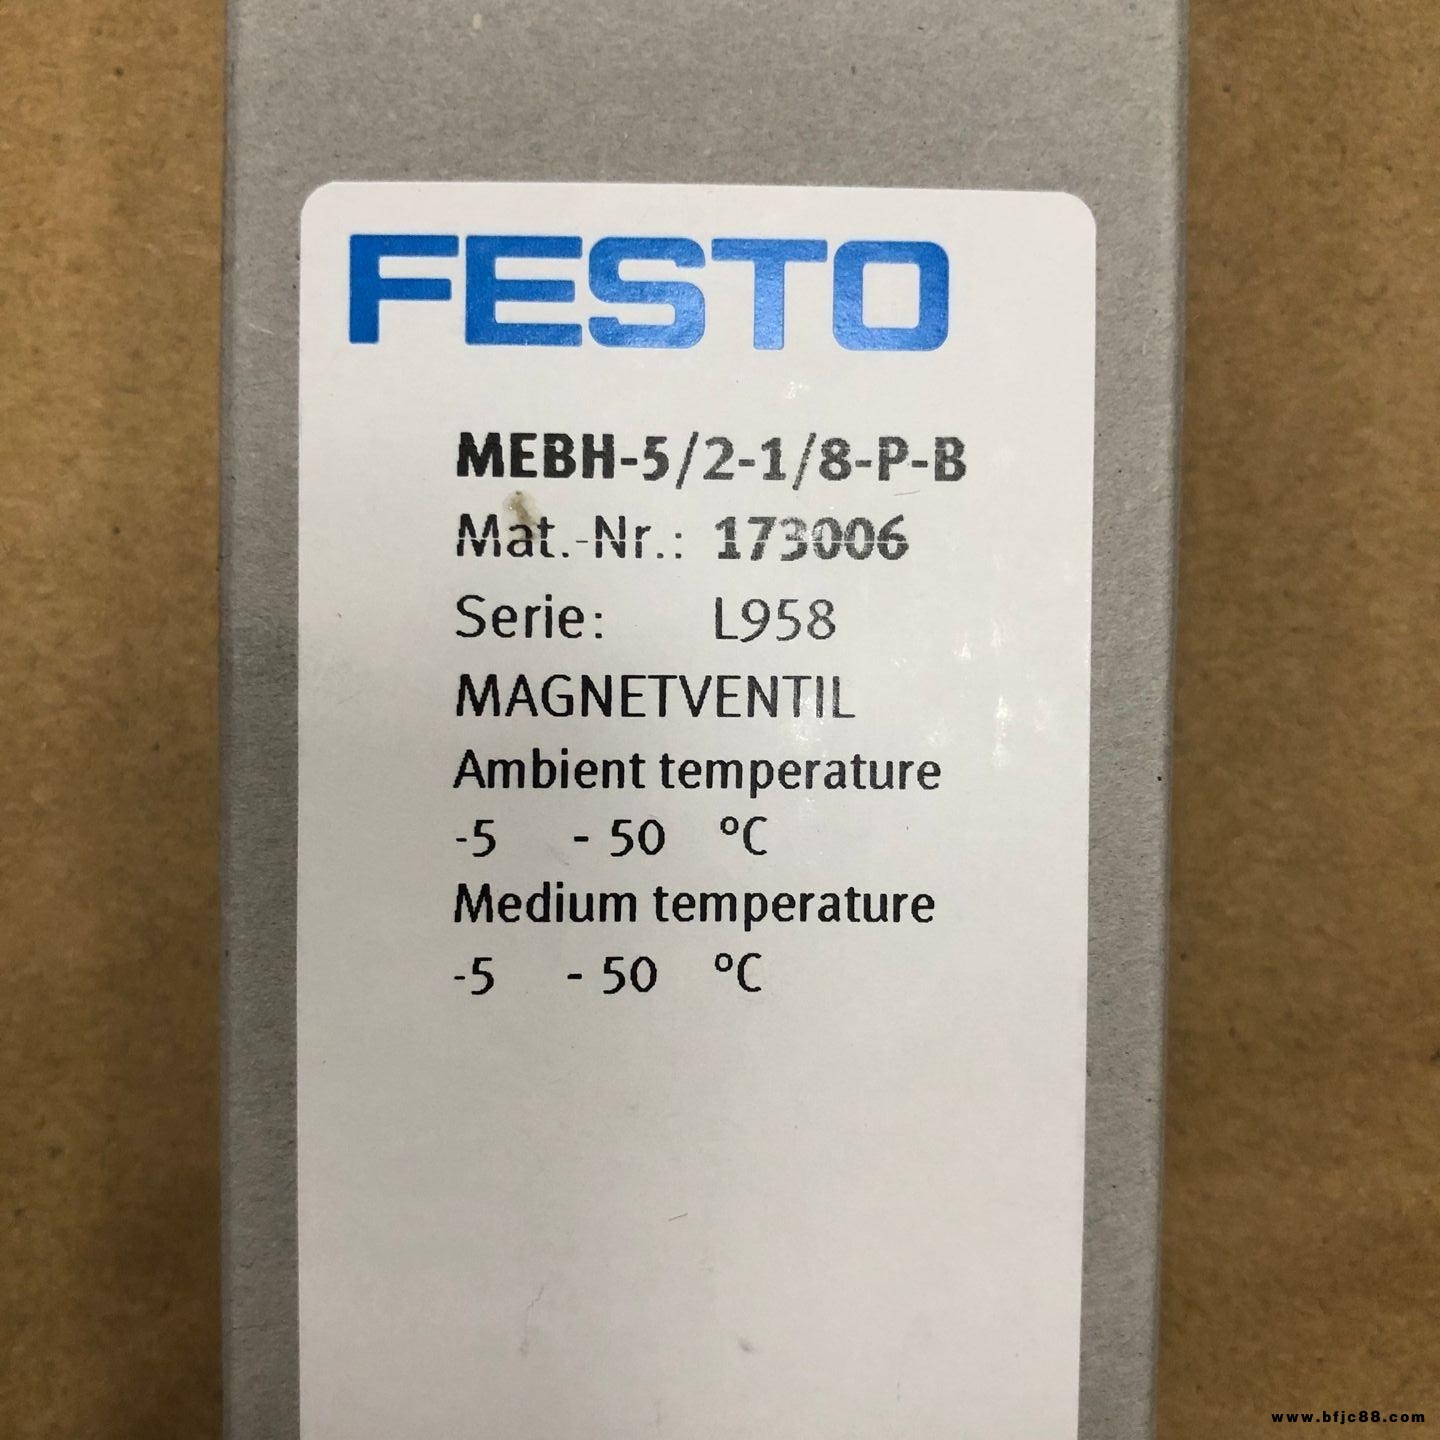 FESTO
MEBH-5/2-1/8-P-B
Mat.-Nr.: 173006
Serie: L958
MAGNETVENTIL
Ambient temperature
-5 - 50 °C
Medium temperature
-5 - 50 °C
www.bfjc88.com